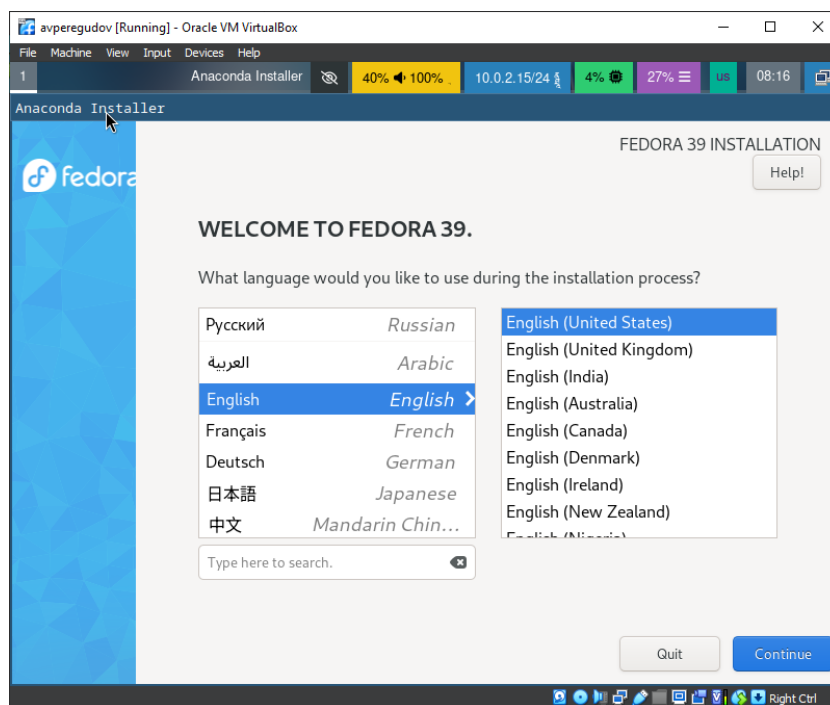 avperegudov [Running] - Oracle VM VirtualBox
File Machine View Input Devices Help
1 Anaconda Installer 40% 100% 10.0.2.15/24 4% 27% us 08:16
Anaconda Installer
fedora
FEDORA 39 INSTALLATION
Help!
WELCOME TO FEDORA 39.
What language would you like to use during the installation process?
Русский Russian
العربية Arabic
English English
Français French
Deutsch German
日本語 Japanese
中文 Mandarin Chin...
Type here to search.
English (United States)
English (United Kingdom)
English (India)
English (Australia)
English (Canada)
English (Denmark)
English (Ireland)
English (New Zealand)
English (Nigeria)
Quit Continue
Right Ctrl